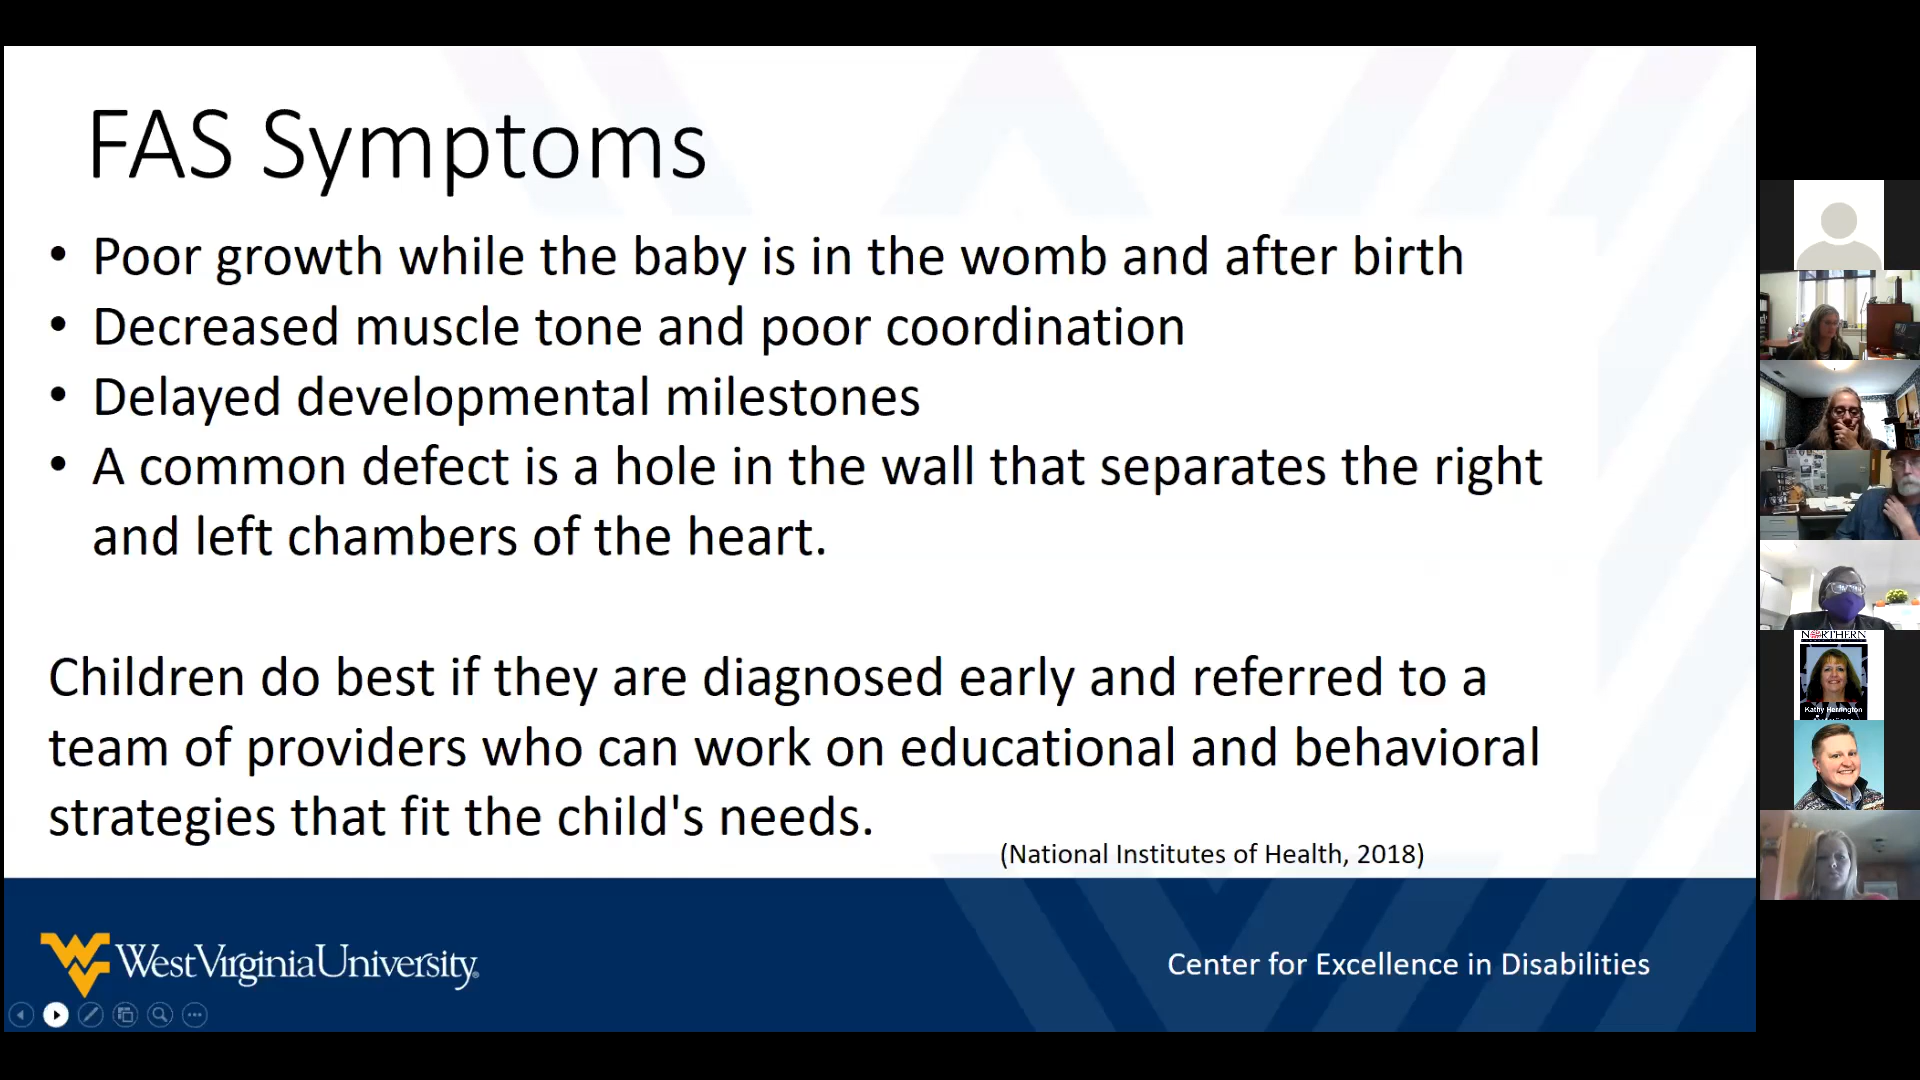 FAS Symptoms
• Poor growth while the baby is in the womb and after birth
• Decreased muscle tone and poor coordination
• Delayed developmental milestones
• A common defect is a hole in the wall that separates the right
and left chambers of the heart.
Children do best if they are diagnosed early and referred to a
team of providers who can work on educational and behavioral
strategies that fit the child's needs.
(National Institutes of Health, 2018)
WestVirginiaUniversity®
Center for Excellence in Disabilities
NORTHERN
Kathy Herrington